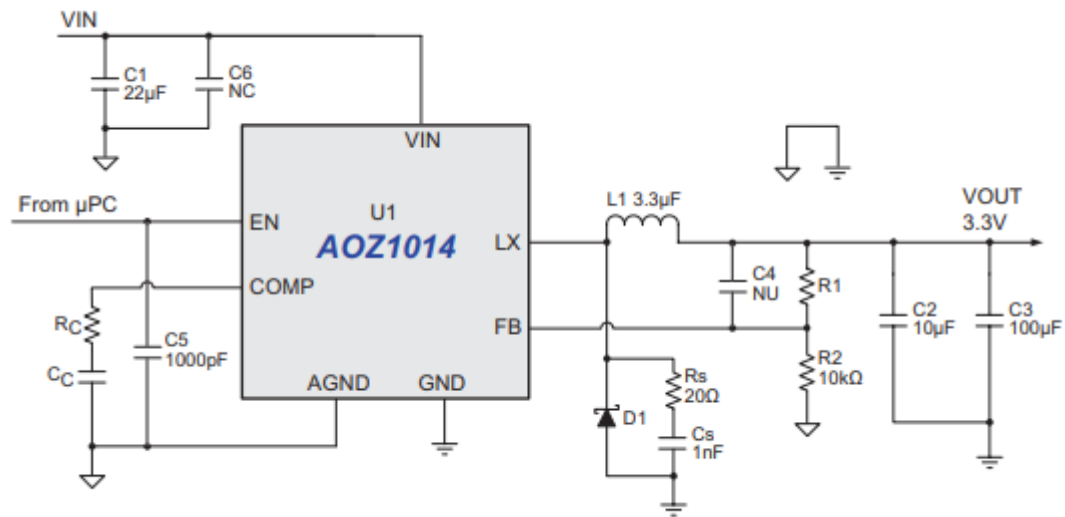 VIN
C1
22µF
C6
NC
VIN
From µPC
EN
U1
AOZ1014
LX
L1 3.3µF
VOUT
3.3V
COMP
FB
C4
NU
R1
C2
10µF
C3
100µF
RC
CC
C5
1000pF
R2
10kΩ
AGND
GND
D1
Rs
20Ω
Cs
1nF